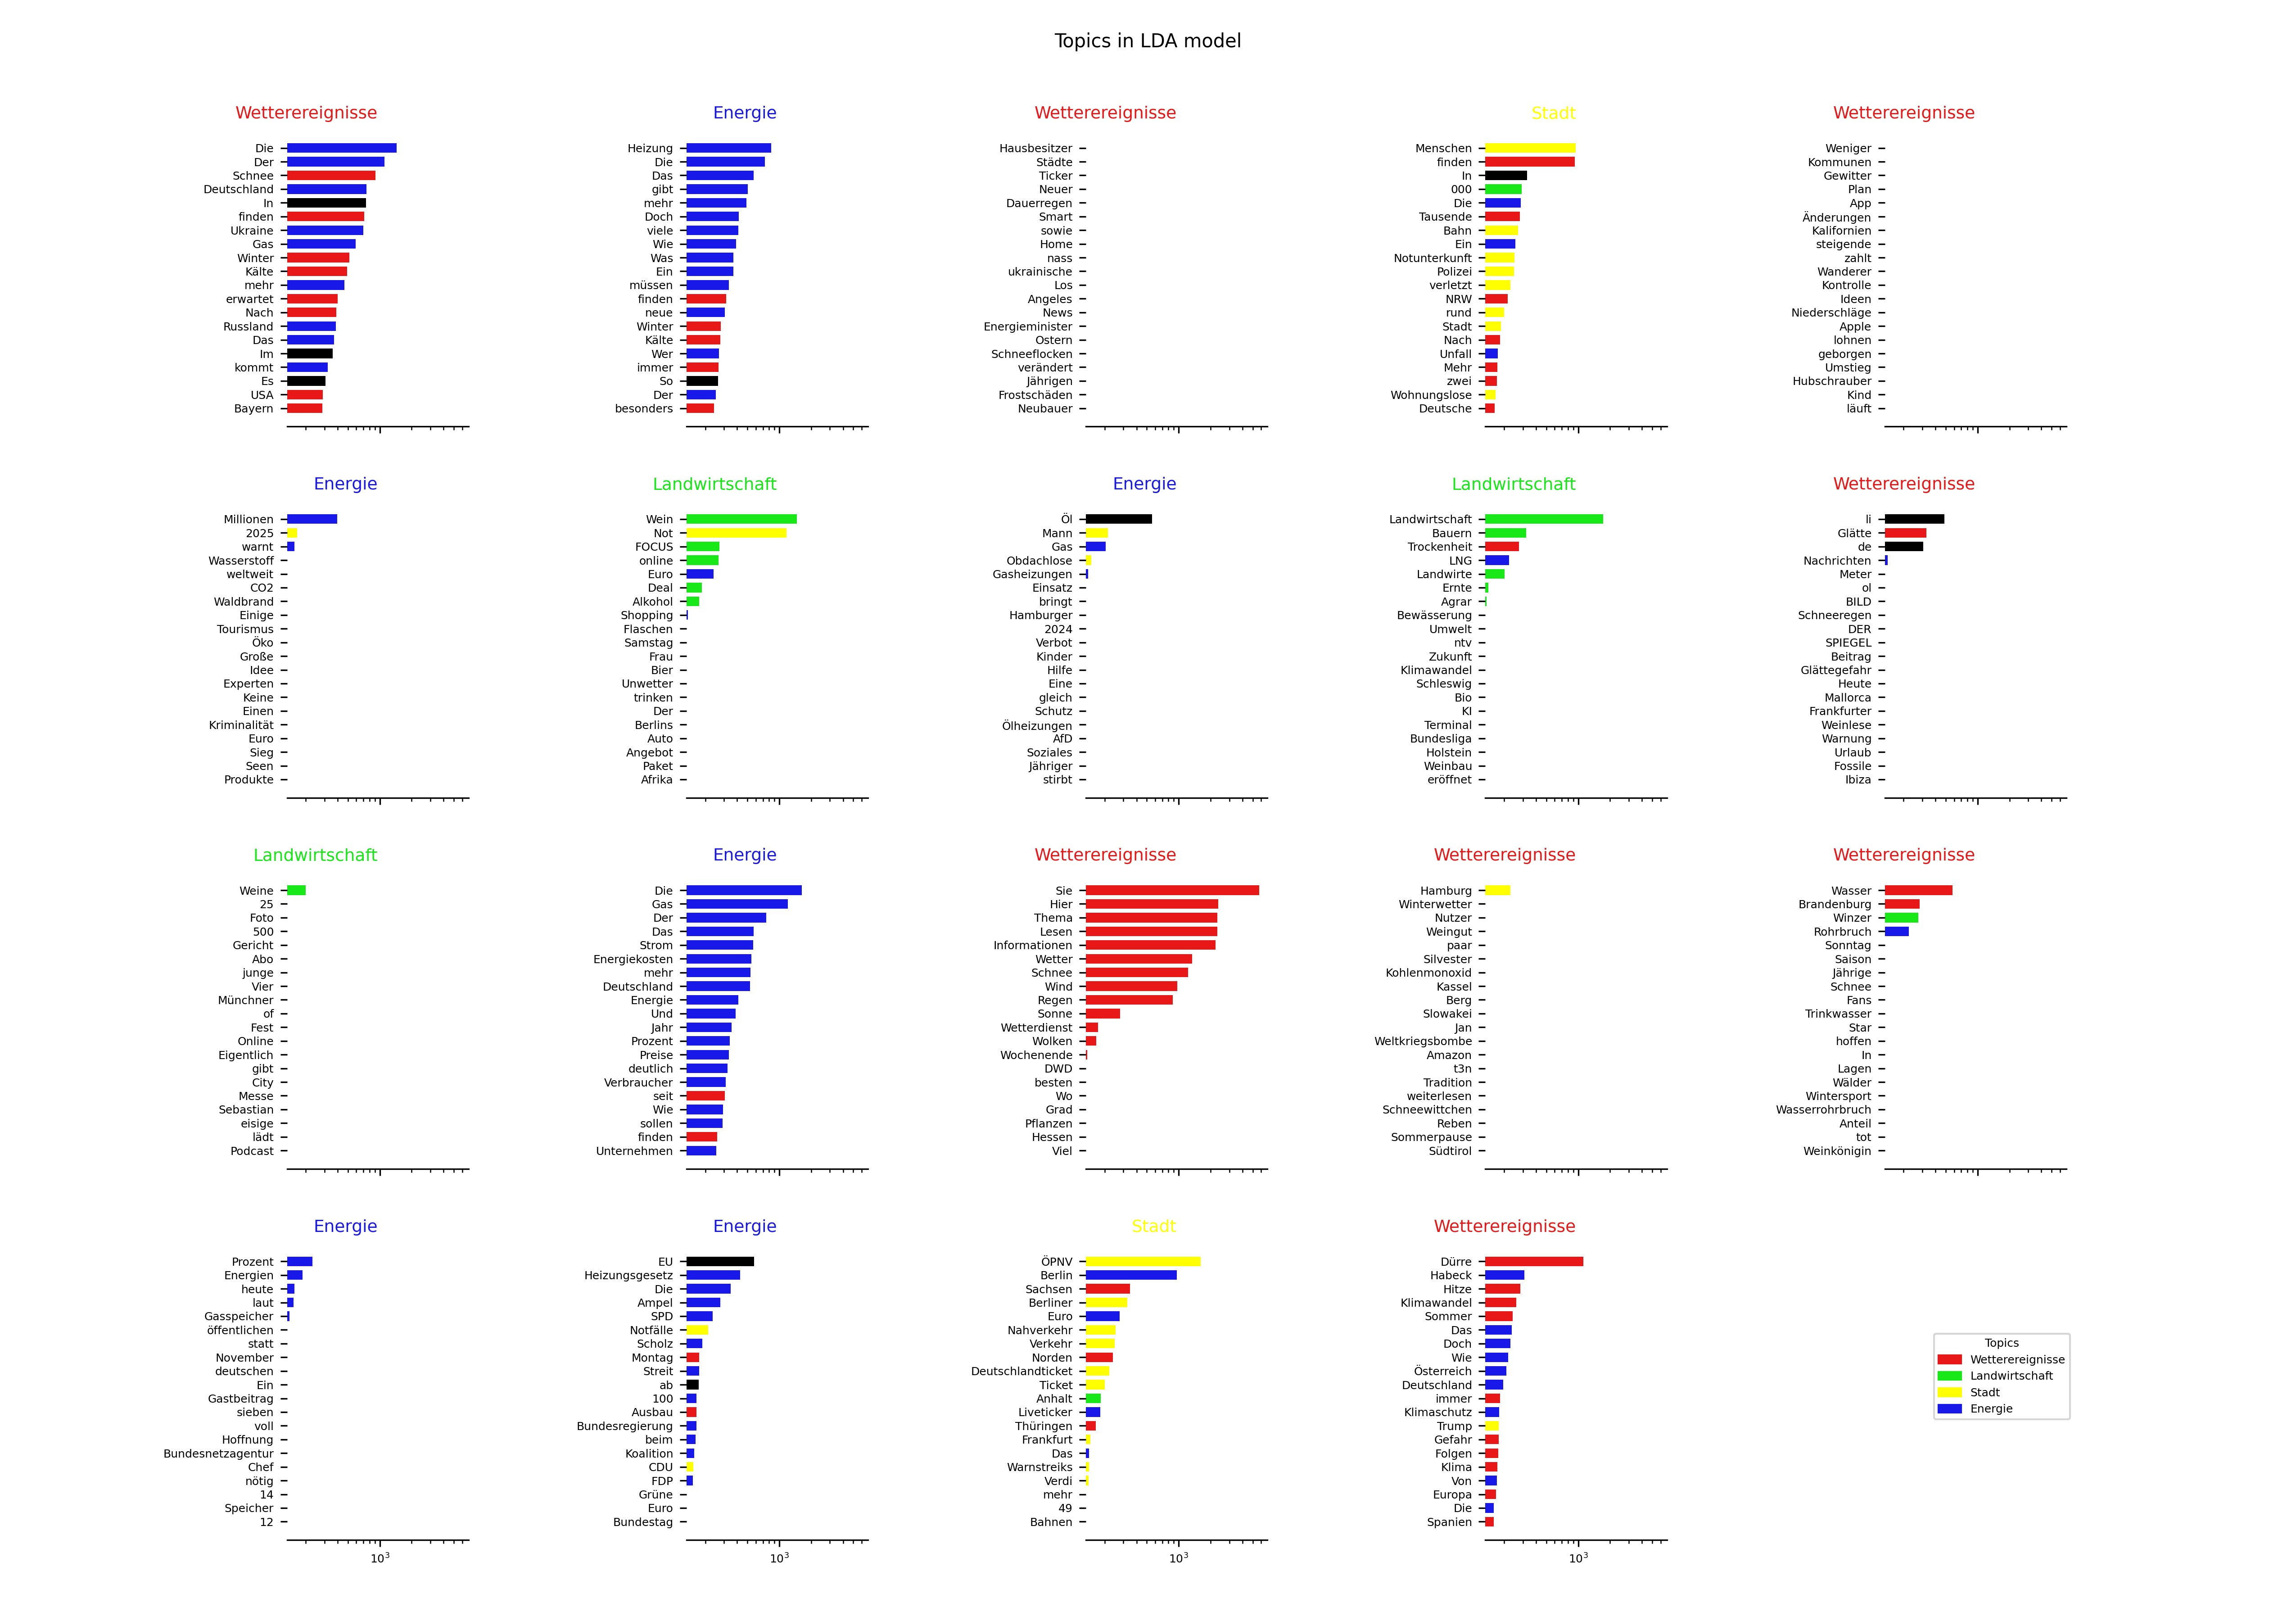 Topics in LDA model
Wetterereignisse
Die
Der
Schnee
Deutschland
In
finden
Ukraine
Gas
Winter
Kälte
mehr
erwartet
Nach
Russland
Das
Im
kommt
Es
USA
Bayern
Energie
Heizung
Die
Das
gibt
mehr
Doch
viele
Wie
Was
Ein
müssen
finden
neue
Winter
Kälte
Wer
immer
So
Der
besonders
Wetterereignisse
Hausbesitzer
Städte
Ticker
Neuer
Dauerregen
Smart
sowie
Home
nass
ukrainische
Los
Angeles
News
Energieminister
Ostern
Schneeflocken
verändert
Jährigen
Frostschäden
Neubauer
Stadt
Menschen
finden
In
000
Die
Tausende
Bahn
Ein
Notunterkunft
Polizei
verletzt
NRW
rund
Stadt
Nach
Unfall
Mehr
zwei
Wohnungslose
Deutsche
Wetterereignisse
Weniger
Kommunen
Gewitter
Plan
App
Änderungen
Kalifornien
steigende
zahlt
Wanderer
Kontrolle
Ideen
Niederschläge
Apple
lohnen
geborgen
Umstieg
Hubschrauber
Kind
läuft
Energie
Millionen
2025
warnt
Wasserstoff
weltweit
CO2
Waldbrand
Einige
Tourismus
Öko
Große
Idee
Experten
Keine
Einen
Kriminalität
Euro
Sieg
Seen
Produkte
Landwirtschaft
Wein
Not
FOCUS
online
Euro
Deal
Alkohol
Shopping
Flaschen
Samstag
Frau
Bier
Unwetter
trinken
Der
Berlins
Auto
Angebot
Paket
Afrika
Energie
Öl
Mann
Gas
Obdachlose
Gasheizungen
Einsatz
bringt
Hamburger
2024
Verbot
Kinder
Hilfe
Eine
gleich
Schutz
Ölheizungen
AfD
Soziales
Jähriger
stirbt
Landwirtschaft
Landwirtschaft
Bauern
Trockenheit
LNG
Landwirte
Ernte
Agrar
Bewässerung
Umwelt
ntv
Zukunft
Klimawandel
Schleswig
Bio
KI
Terminal
Bundesliga
Holstein
Weinbau
eröffnet
Wetterereignisse
li
Glätte
de
Nachrichten
Meter
ol
BILD
Schneeregen
DER
SPIEGEL
Beitrag
Glättegefahr
Heute
Mallorca
Frankfurter
Weinlese
Warnung
Urlaub
Fossile
Ibiza
Landwirtschaft
Weine
25
Foto
500
Gericht
Abo
junge
Vier
Münchner
of
Fest
Online
Eigentlich
gibt
City
Messe
Sebastian
eisige
lädt
Podcast
Energie
Die
Gas
Der
Das
Strom
Energiekosten
mehr
Deutschland
Energie
Und
Jahr
Prozent
Preise
deutlich
Verbraucher
seit
Wie
sollen
finden
Unternehmen
Wetterereignisse
Sie
Hier
Thema
Lesen
Informationen
Wetter
Schnee
Wind
Regen
Sonne
Wetterdienst
Wolken
Wochenende
DWD
besten
Wo
Grad
Pflanzen
Hessen
Viel
Wetterereignisse
Hamburg
Winterwetter
Nutzer
Weingut
paar
Silvester
Kohlenmonoxid
Kassel
Berg
Slowakei
Jan
Weltkriegsbombe
Amazon
t3n
Tradition
weiterlesen
Schneewittchen
Reben
Sommerpause
Südtirol
Wetterereignisse
Wasser
Brandenburg
Winzer
Rohrbruch
Sonntag
Saison
Jährige
Schnee
Fans
Trinkwasser
Star
hoffen
In
Lagen
Wälder
Wintersport
Wasserrohrbruch
Anteil
tot
Weinkönigin
Energie
Prozent
Energien
heute
laut
Gasspeicher
öffentlichen
statt
November
deutschen
Ein
Gastbeitrag
sieben
voll
Hoffnung
Bundesnetzagentur
Chef
nötig
14
Speicher
12
10³
Energie
EU
Heizungsgesetz
Die
Ampel
SPD
Notfälle
Scholz
Montag
Streit
ab
100
Ausbau
Bundesregierung
beim
Koalition
CDU
FDP
Grüne
Euro
Bundestag
10³
Stadt
ÖPNV
Berlin
Sachsen
Berliner
Euro
Nahverkehr
Verkehr
Norden
Deutschlandticket
Ticket
Anhalt
Liveticker
Thüringen
Frankfurt
Das
Warnstreiks
Verdi
mehr
49
Bahnen
10³
Wetterereignisse
Dürre
Habeck
Hitze
Klimawandel
Sommer
Das
Doch
Wie
Österreich
Deutschland
immer
Klimaschutz
Trump
Gefahr
Folgen
Klima
Von
Europa
Die
Spanien
10³
Topics
Wetterereignisse
Landwirtschaft
Stadt
Energie